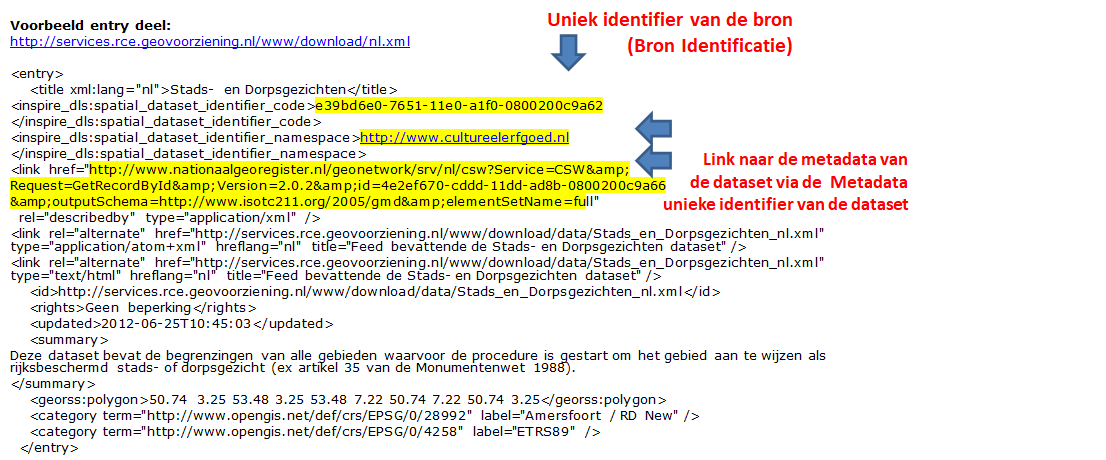 Voorbeeld entry deel:
http://services.rce.geovoorziening.nl/www/download/nl.xml
Uniek identifier van de bron
(Bron Identificatie)
<entry>
<title xml:lang="nl">Stads- en Dorpsgezichten</title>
<inspire_dls:spatial_dataset_identifier_code>e39bd6e0-7651-11e0-a1f0-0800200c9a62
</inspire_dls:spatial_dataset_identifier_code>
<inspire_dls:spatial_dataset_identifier_namespace>http://www.cultureelerfgoed.nl
</inspire_dls:spatial_dataset_identifier_namespace>
<link href="http://www.nationaalgeoregister.nl/geonetwork/srv/nl/csw?Service=CSW&amp;
Request=GetRecordById&amp;Version=2.0.2&amp;id=4e2ef670-cddd-11dd-ad8b-0800200c9a66
&amp;outputSchema=http://www.isotc211.org/2005/gmd&amp;elementSetName=full"
rel="describedby" type="application/xml" />
Link naar de metadata van
de dataset via de Metadata
unieke identifier van de dataset
<link rel="alternate" href="http://services.rce.geovoorziening.nl/www/download/data/Stads_en_Dorpsgezichten_nl.xml"
type="application/atom+xml" hreflang="nl" title="Feed bevattende de Stads- en Dorpsgezichten dataset" />
<link rel="alternate" href="http://services.rce.geovoorziening.nl/www/download/data/Stads_en_Dorpsgezichten_nl.xml"
type="text/html" hreflang="nl" title="Feed bevattende de Stads- en Dorpsgezichten dataset" />
<id>http://services.rce.geovoorziening.nl/www/download/data/Stads_en_Dorpsgezichten_nl.xml</id>
<rights>Geen beperking</rights>
<updated>2012-06-25T10:45:03</updated>
<summary>
Deze dataset bevat de begrenzingen van alle gebieden waarvoor de procedure is gestart om het gebied aan te wijzen als
rijksbeschermd stads- of dorpsgezicht (ex artikel 35 van de Monumentenwet 1988).
</summary>
<georss:polygon>50.74 3.25 53.48 3.25 53.48 7.22 50.74 7.22 50.74 3.25</georss:polygon>
<category term="http://www.opengis.net/def/crs/EPSG/0/28992" label="Amersfoort / RD New" />
<category term="http://www.opengis.net/def/crs/EPSG/0/4258" label="ETRS89" />
</entry>